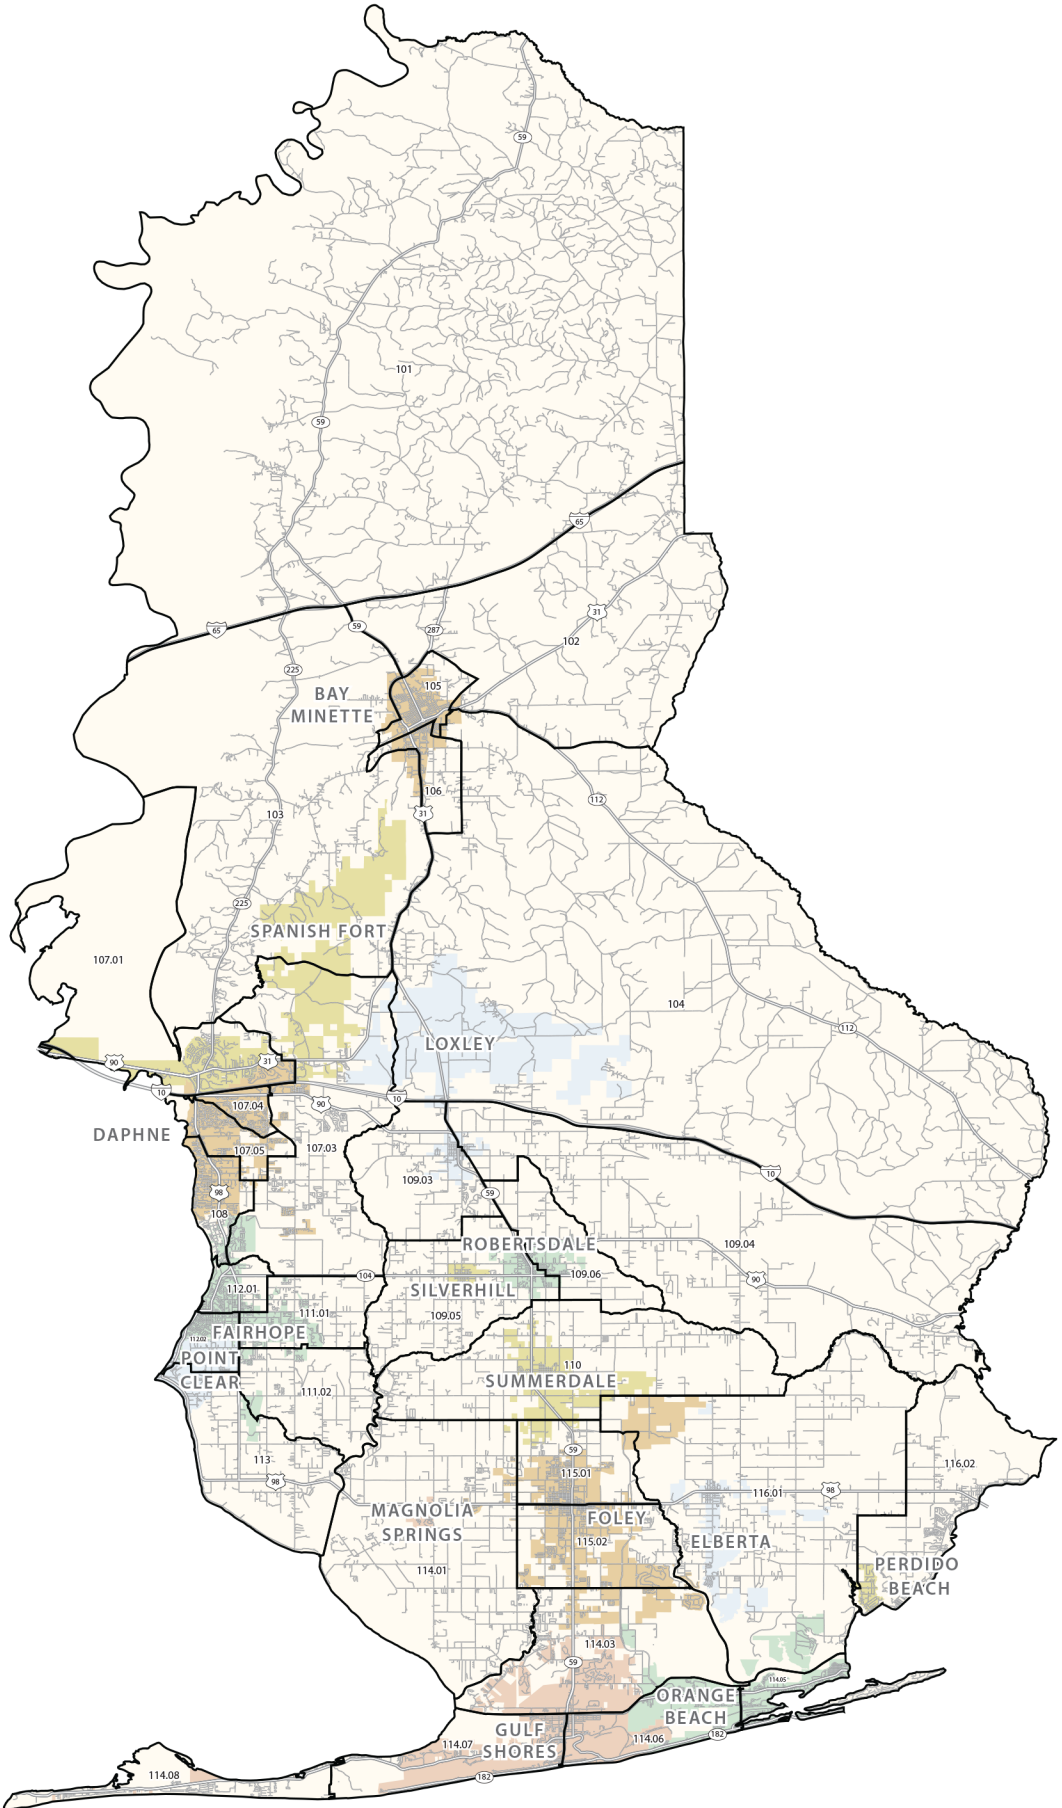 59
101
59
65
31
65
59
287
102
225
105
BAY
MINETTE
106
112
31
103
225
SPANISH FORT
107.01
104
112
LOXLEY
90
31
10
10
107.04
90
DAPHNE
107.05
107.03
109.03
10
98
59
108
ROBERTSDALE
109.04
104
109.06
90
112.01
SILVERHILL
111.01
109.05
FAIRHOPE
112.02
POINT
CLEAR
110
SUMMERDALE
111.02
59
113
98
115.01
116.02
116.01
98
MAGNOLIA
SPRINGS
FOLEY
115.02
ELBERTA
PERDIDO
BEACH
114.01
114.03
59
114.05
ORANGE
BEACH
GULF
SHORES
182
114.06
114.07
114.08
182